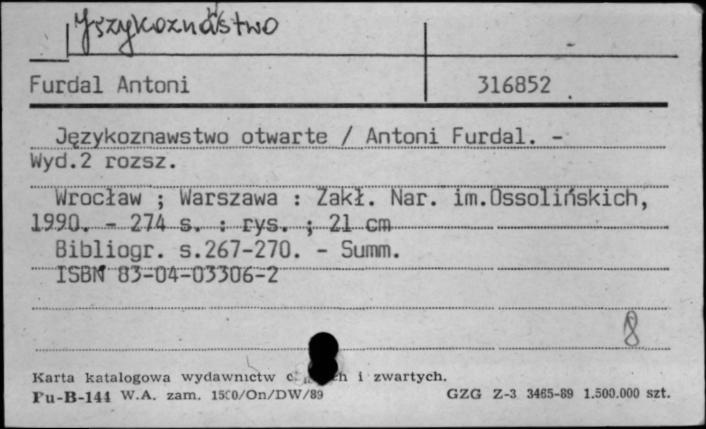 Językoznastwo
Furdal Antoni 316852
Językoznawstwo otwarte / Antoni Furdal. -
Wyd.2 rozsz.
Wrocław ; Warszawa : Zakł. Nar. im.Ossolińskich,
1990. - 274 s. : rys. ; 21 cm
Bibliogr. s.267-270. - Summ.
ISBN 83-04-03306-2
8
Karta katalogowa wydawnictw i zwartych.
Pu-B-144 W.A. zam. 1500/On/DW/89 GZG Z-3 3465-89 1.500.000 szt.